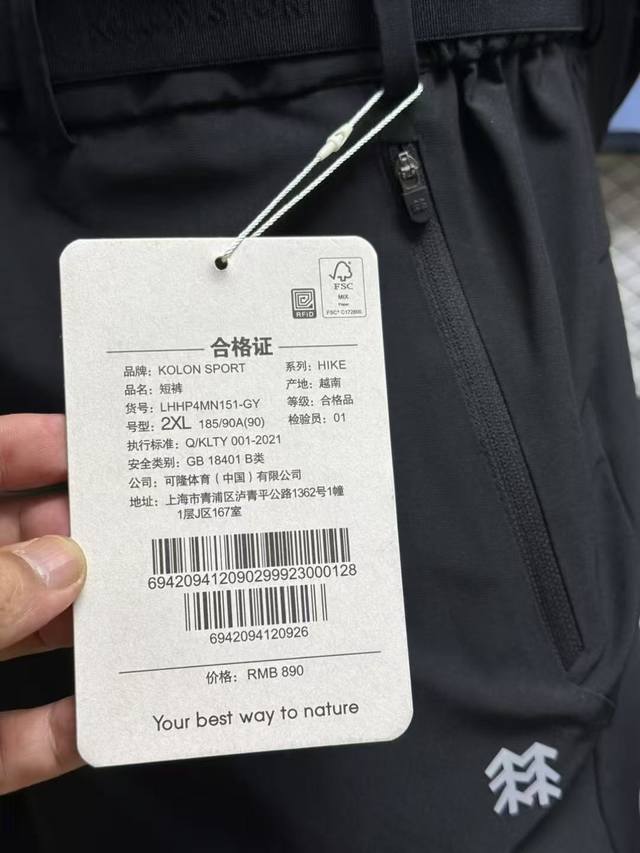 KOLON SPORT
FSC
MIX
Paper
FSC® C172800
RFID
合格证
品牌: KOLON SPORT 系列: HIKE
品名: 短裤 产地: 越南
货号: LHHP4MN151-GY 等级: 合格品
号型: 2XL 185/90A(90) 检验员: 01
执行标准: Q/KLTY 001-2021
安全类别: GB 18401 B类
公司: 可隆体育（中国）有限公司
地址: 上海市青浦区沪青平公路1362号1幢
1层J区167室
694209412090299923000128
6942094120926
价格: RMB 890
Your best way to nature